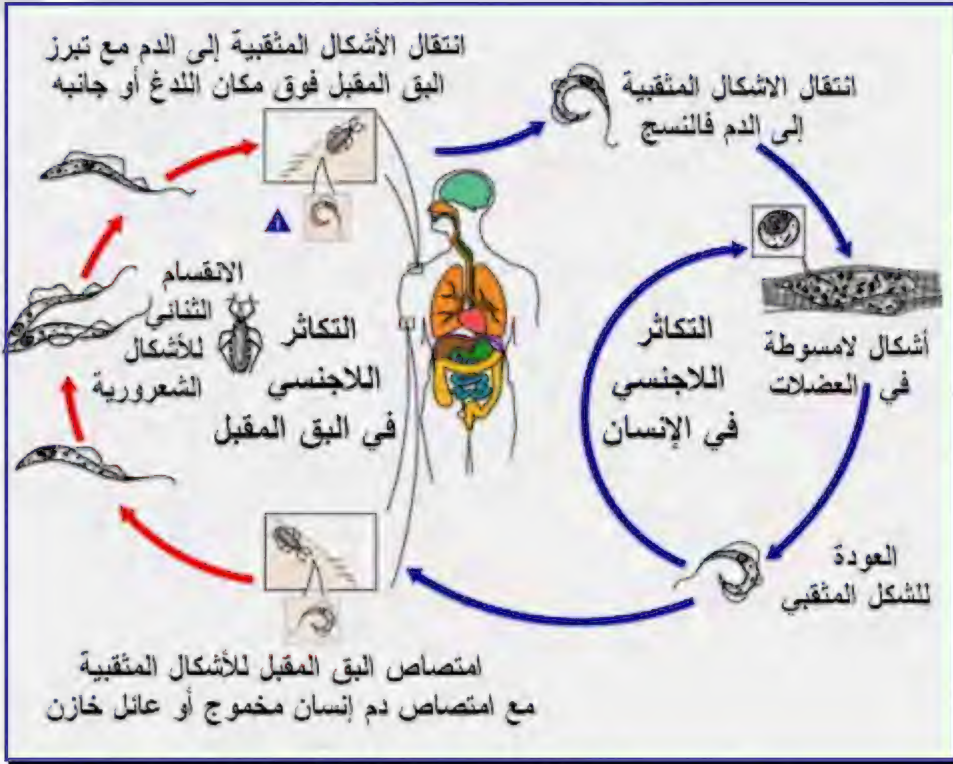 انتقال الأشكال المثقبية إلى الدم مع تبرز
البق المقبل فوق مكان اللدغ أو جانبه
انتقال الاشكال المثقبية
إلى الدم فالنسج
i
الانقسام
الثنائي
للأشكال
الشعرورية
التكاثر
اللاجنسي
في البق المقبل
التكاثر
اللاجنسي
في الإنسان
أشكال لامسوطة
في العضلات
العودة
للشكل المثقبي
امتصاص البق المقبل للأشكال المثقبية
مع امتصاص دم إنسان مخموج أو عائل خازن